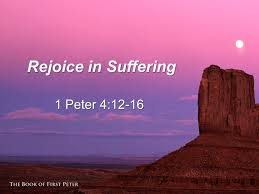 Rejoice in Suffering
1 Peter 4:12-16
The Book of First Peter